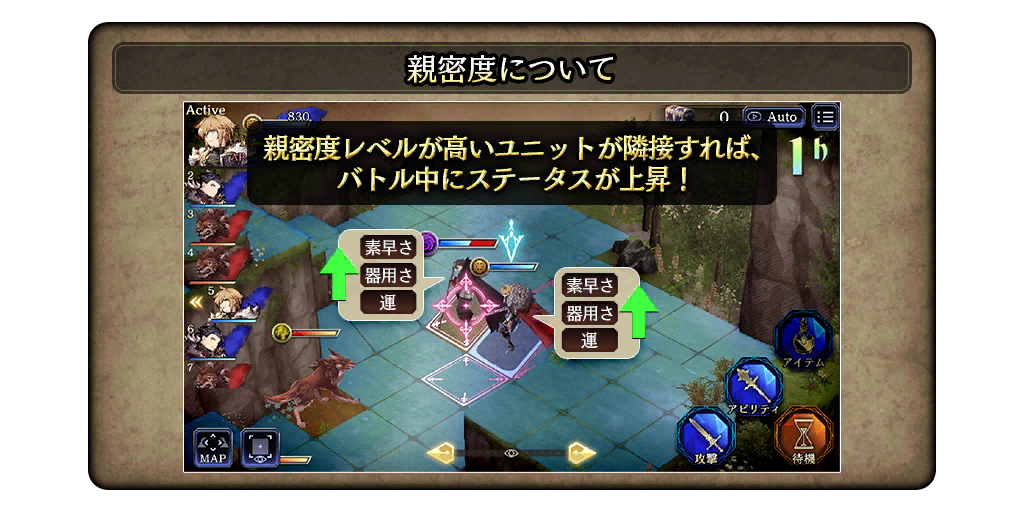 親密度について
Active
830
0
Auto
親密度レベルが高いユニットが隣接すれば、
バトル中にステータスが上昇！
1h
2
3
4
5
6
7
素早さ
器用さ
運
素早さ
器用さ
運
アイテム
アビリティ
攻撃
待機
MAP